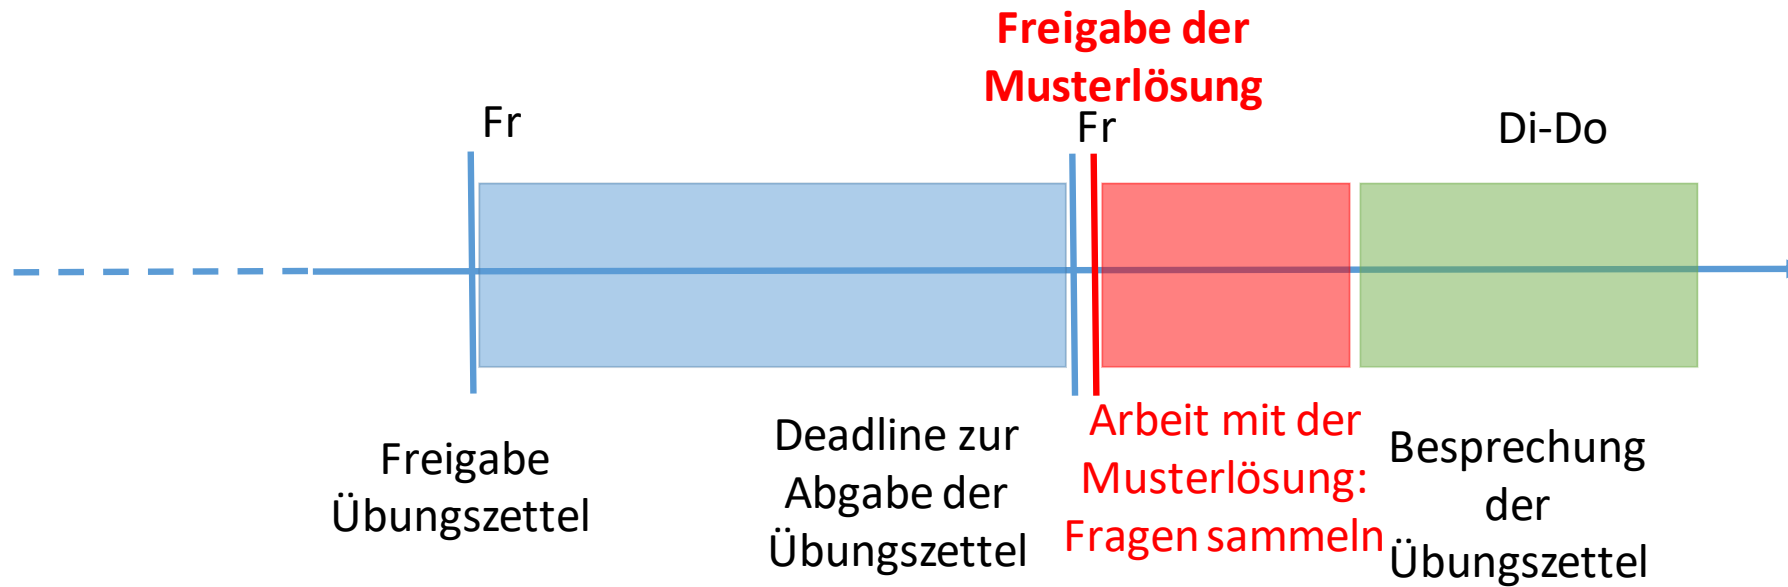 Freigabe der
Musterlösung
Fr
Fr
Di-Do
Freigabe
Übungszettel
Deadline zur
Abgabe der
Übungszettel
Arbeit mit der
Musterlösung:
Fragen sammeln
Besprechung
der
Übungszettel